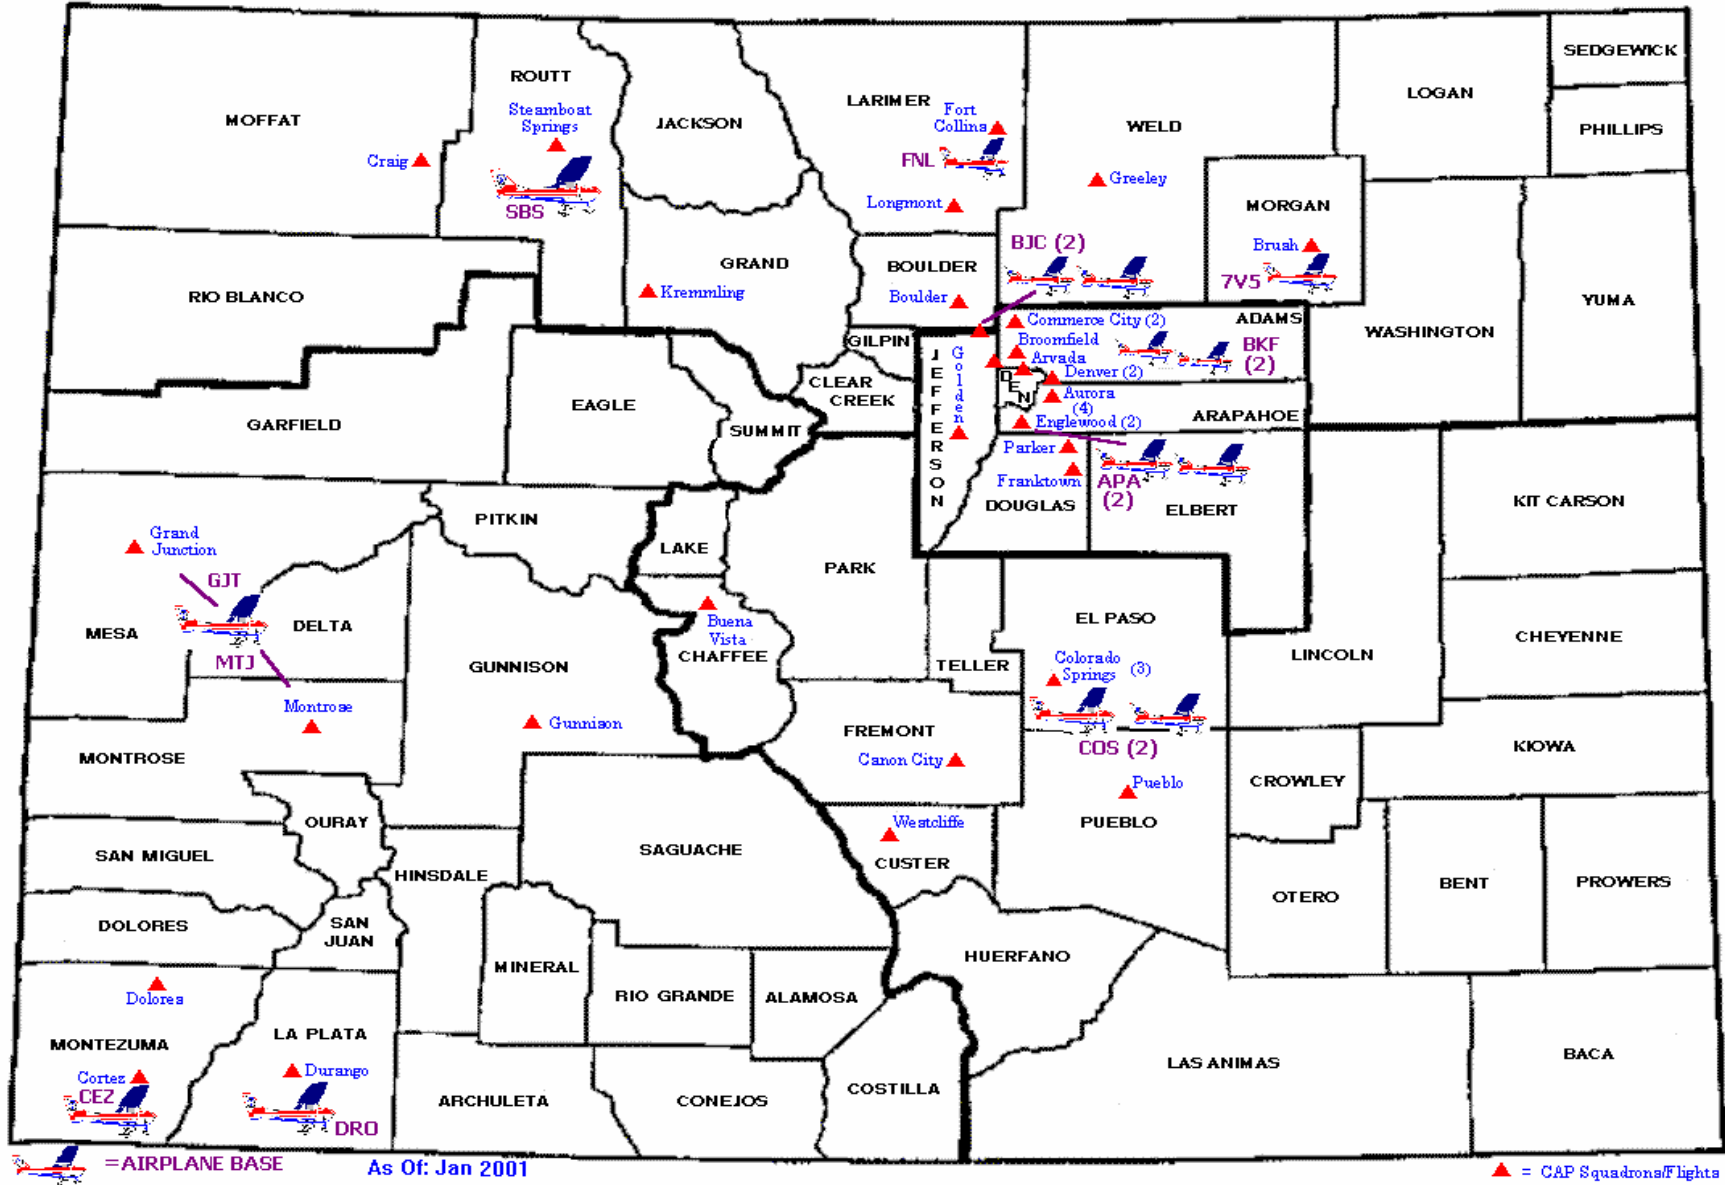 SEDGEWICK
ROUTT
LOGAN
LARIMER
Steamboat
Springs
Fort
Collins
MOFFAT
JACKSON
WELD
PHILLIPS
Craig
FNL
Greeley
SBS
Longmont
MORGAN
BJC (2)
Brush
GRAND
BOULDER
7V5
RIO BLANCO
Kremmling
Boulder
YUMA
Commerce City (2)
ADAMS
WASHINGTON
GILPIN
Broomfield
BKF
(2)
Arvada
JEFFERSON
Golden
Denver (2)
DEN
CLEAR
CREEK
Aurora
(4)
EAGLE
ARAPAHOE
GARFIELD
SUMMIT
Englewood (2)
Parker
Franktown
APA
(2)
DOUGLAS
ELBERT
KIT CARSON
PITKIN
Grand
Junction
LAKE
PARK
GJT
MESA
DELTA
Buena
Vista
EL PASO
CHEYENNE
MTJ
CHAFFEE
GUNNISON
TELLER
Colorado
Springs (3)
LINCOLN
Montrose
Gunnison
FREMONT
COS (2)
KIOWA
MONTROSE
Canon City
CROWLEY
Pueblo
OURAY
Westcliffe
PUEBLO
SAN MIGUEL
SAGUACHE
CUSTER
HINSDALE
BENT
PROWERS
OTERO
DOLORES
SAN
JUAN
HUERFANO
MINERAL
RIO GRANDE
ALAMOSA
Dolores
LA PLATA
MONTEZUMA
BACA
LAS ANIMAS
Cortez
Durango
CEZ
COSTILLA
ARCHULETA
CONEJOS
DRO
=AIRPLANE BASE
As Of: Jan 2001
= CAP Squadrons/Flights